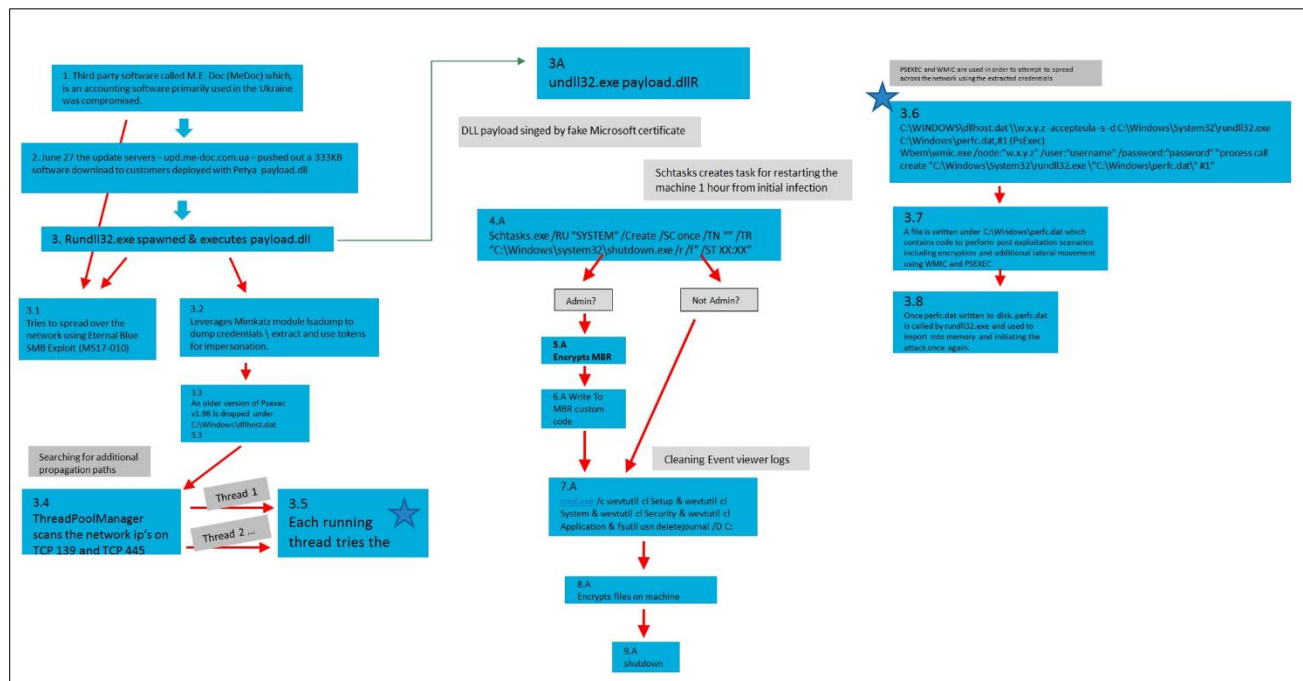 1. Third party software called M.E. Doc (MeDoc) which,
is an accounting software primarily used in the Ukraine
was compromised.
2. June 27 the update servers – upd.me-doc.com.ua – pushed out a 333KB
software download to customers deployed with Petya payload.dll
3. Rundll32.exe spawned & executes payload.dll
3.1
Tries to spread over the
network using Eternal Blue
SMB Exploit (MS17-010)
3.2
Leverages Mimkatz module lsadump to
dump credentials \ extract and use tokens
for impersonation.
3.3
An older version of Psexec
v1.98 is dropped under
C:\Windows\dllhost.dat
3.3
Searching for additional
propagation paths
3.4
ThreadPoolManager
scans the network ip's on
TCP 139 and TCP 445
Thread 1
Thread 2 ...
3.5
Each running
thread tries the
3A
undll32.exe payload.dllR
DLL payload singed by fake Microsoft certificate
Schtasks creates task for restarting the
machine 1 hour from initial infection
4.A
Schtasks.exe /RU "SYSTEM" /Create /SC once /TN "" /TR
"C:\Windows\system32\shutdown.exe /r /f" /ST XX:XX"
Admin?
Not Admin?
5.A
Encrypts MBR
6.A Write To
MBR custom
code
Cleaning Event viewer logs
7.A
cmd.exe /c wevtutil cl Setup & wevtutil cl
System & wevtutil cl Security & wevtutil cl
Application & fsutil usn deletejournal /D C:
8.A
Encrypts files on machine
9.A
shutdown
PSEXEC and WMIC are used in order to attempt to spread
across the network using the extracted credentials
3.6
C:\WINDOWS\dllhost.dat \\w.x.y.z -accepteula -s -d C:\Windows\System32\rundll32.exe
C:\Windows\perfc.dat,#1 (PsExec)
Wbem\wmic.exe /node:"w.x.y.z" /user:"username" /password:"password" "process call
create "C:\Windows\System32\rundll32.exe \"C:\Windows\perfc.dat\" #1"
3.7
A file is written under C:\Windows\perfc.dat which
contains code to perform post exploitation scenarios
including encryption and additional lateral movement
using WMIC and PSEXEC
3.8
Once perfc.dat written to disk, perfc.dat
is called by rundll32.exe and used to
import into memory and initiating the
attack once again.